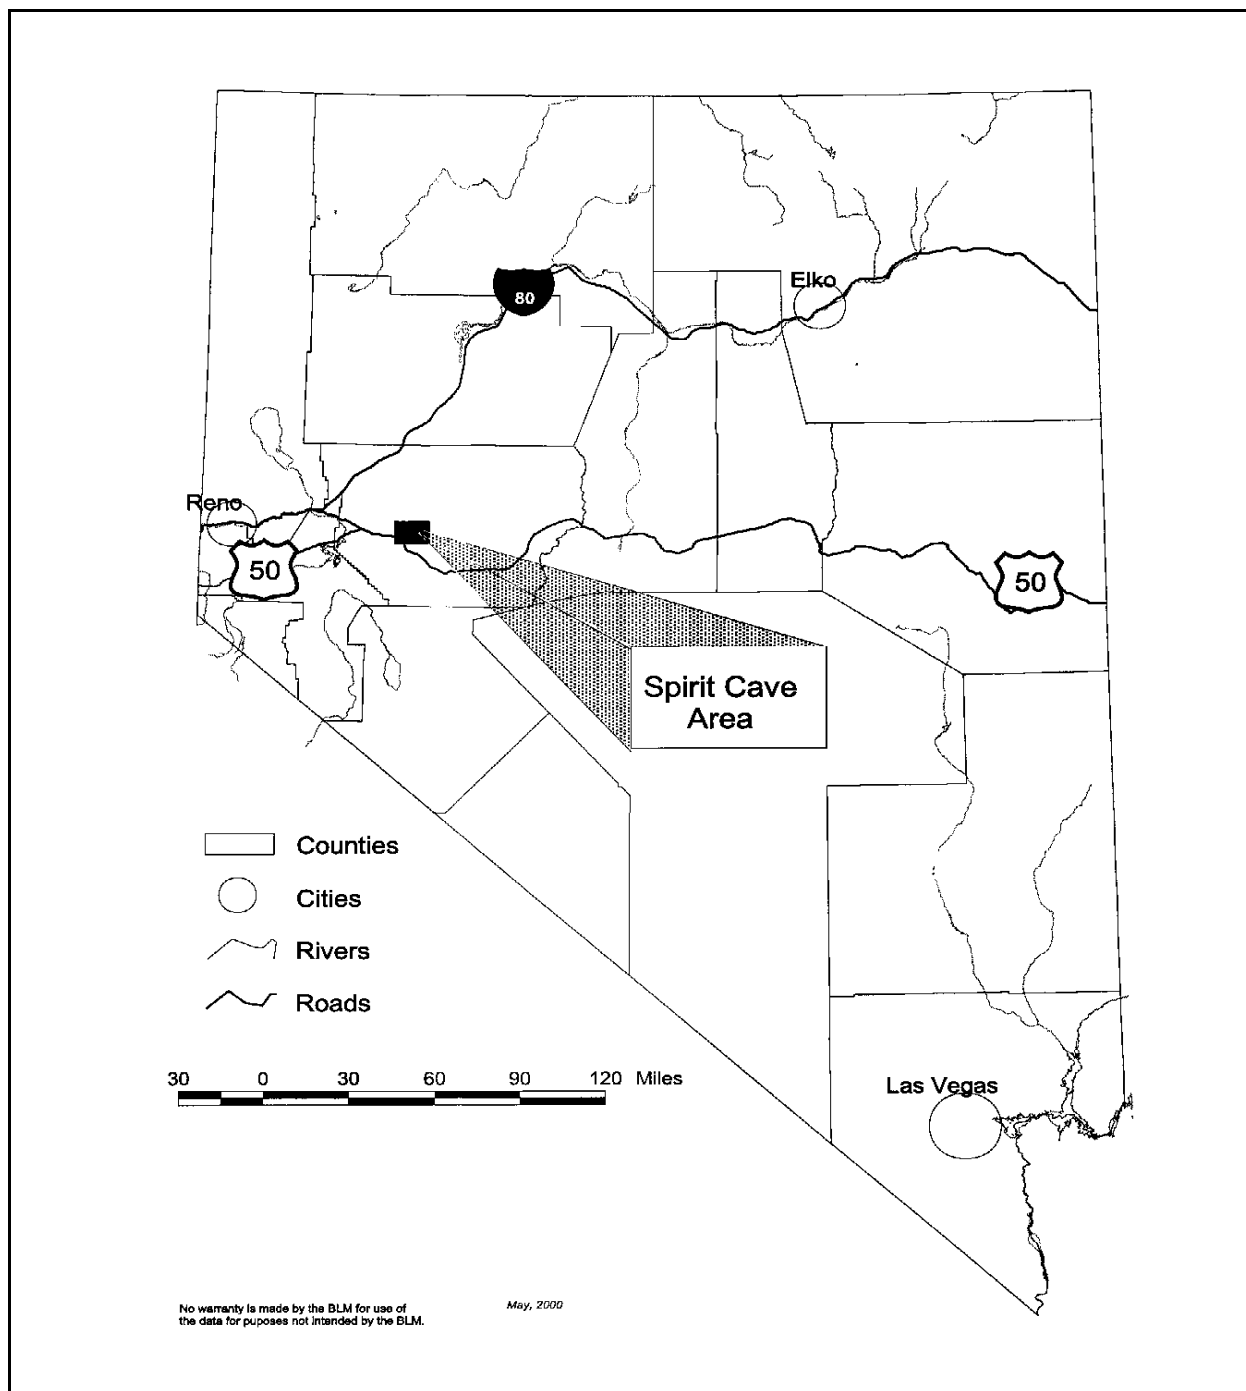 80
Elko
Reno
50
50
Spirit Cave
Area
Counties
Cities
Rivers
Roads
30 0 30 60 90 120 Miles
Las Vegas
No warranty is made by the BLM for use of
the data for puposes not intended by the BLM.
May, 2000